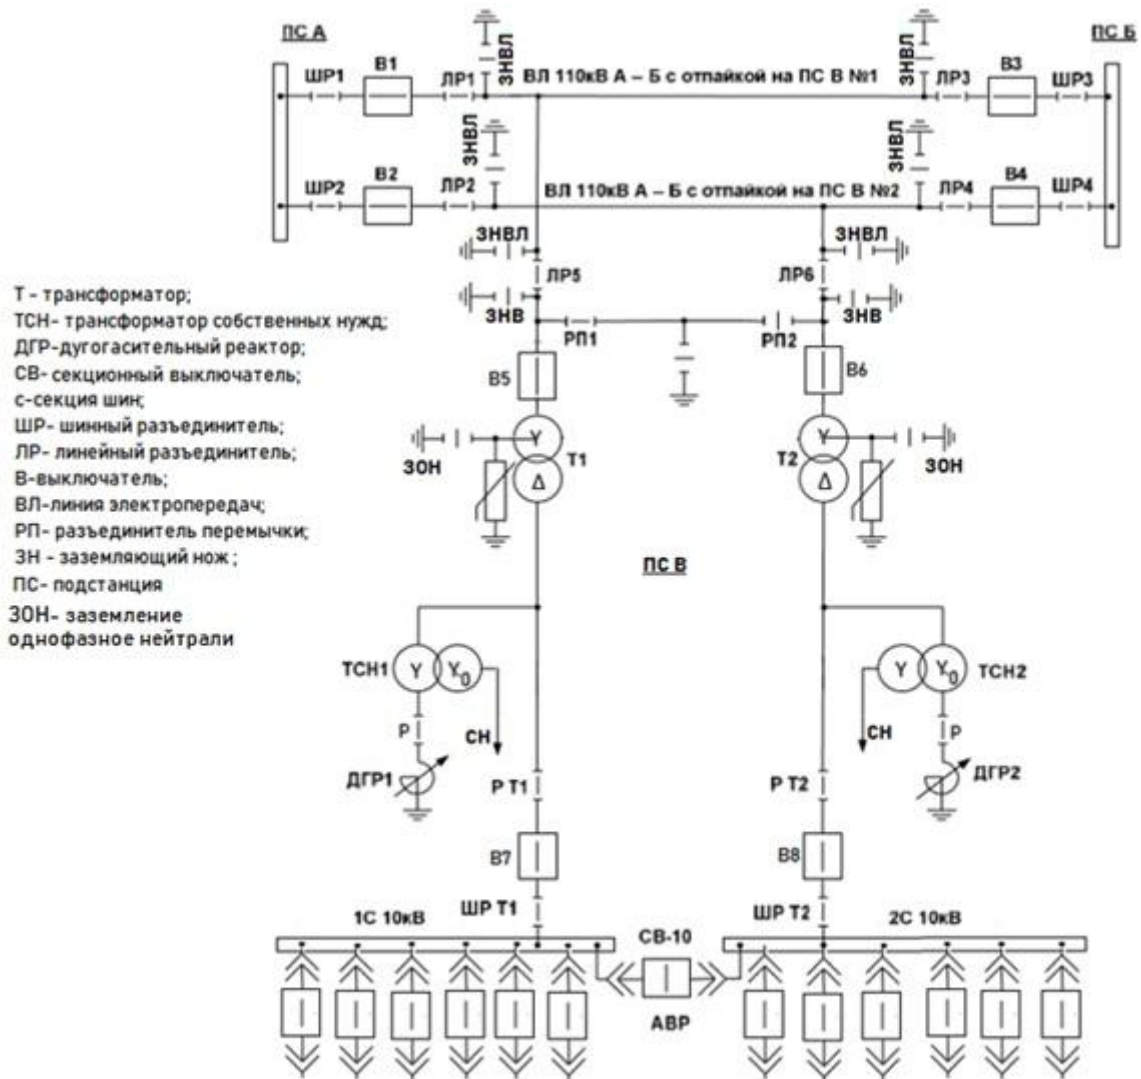 ПС А
ПС Б
ШР1
В1
ЛР1
ЗНВЛ
ВЛ 110кВ А – Б с отпайкой на ПС В №1
ЗНВЛ
ЛР3
В3
ШР3
ШР2
В2
ЛР2
ЗНВЛ
ВЛ 110кВ А – Б с отпайкой на ПС В №2
ЗНВЛ
ЛР4
В4
ШР4
ЗНВЛ
ЗНВЛ
ЛР5
ЛР6
ЗНВ
ЗНВ
РП1
РП2
В5
В6
Т - трансформатор;
ТСН- трансформатор собственных нужд;
ДГР-дугогасительный реактор;
СВ- секционный выключатель;
с-секция шин;
ШР- шинный разъединитель;
ЛР- линейный разъединитель;
В-выключатель;
ВЛ-линия электропередач;
РП- разъединитель перемычки;
ЗН - заземляющий нож;
ПС- подстанция
ЗОН- заземление
однофазное нейтрали
Y
Т1
ЗОН
Δ
Y
Т2
ЗОН
Δ
ПС В
ТСН1
Y
Y0
СН
Р
ДГР1
Y
Y0
ТСН2
СН
Р
ДГР2
Р Т1
Р Т2
В7
В8
ШР Т1
ШР Т2
1С 10кВ
2С 10кВ
СВ-10
АВР